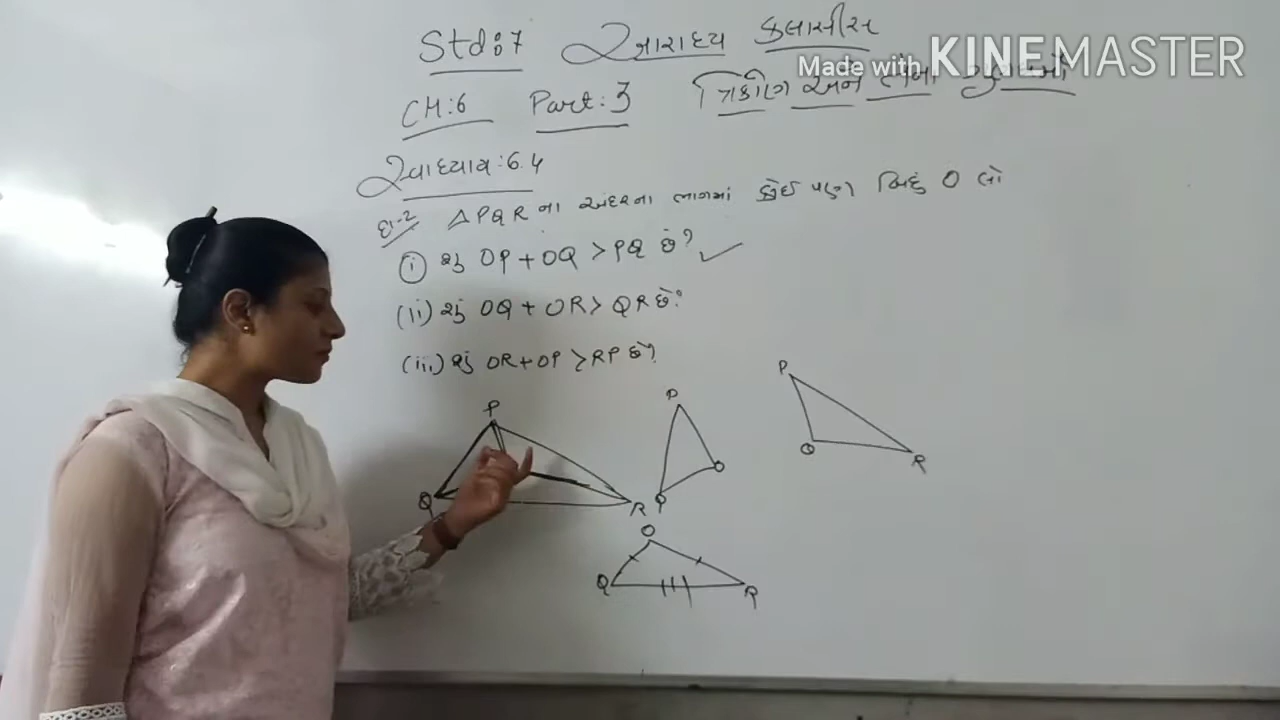 Std:7 આરાધ્ય ક્લાસીસ
Made with KINEMASTER
CH:6 Part:3 ત્રિકોણ અને તેના ગુણધર્મો
સ્વાધ્યાય:6.4
દા-2 △PQR ના અંદરના ભાગમાં કોઈ પણ બિંદુ O લો
(i) શું OP+OQ>PQ છે? ✓
(ii) શું OQ+OR>QR છે?
(iii) શું OR+OP>RP છે?
P P
P
O R
Q R O
O
Q R